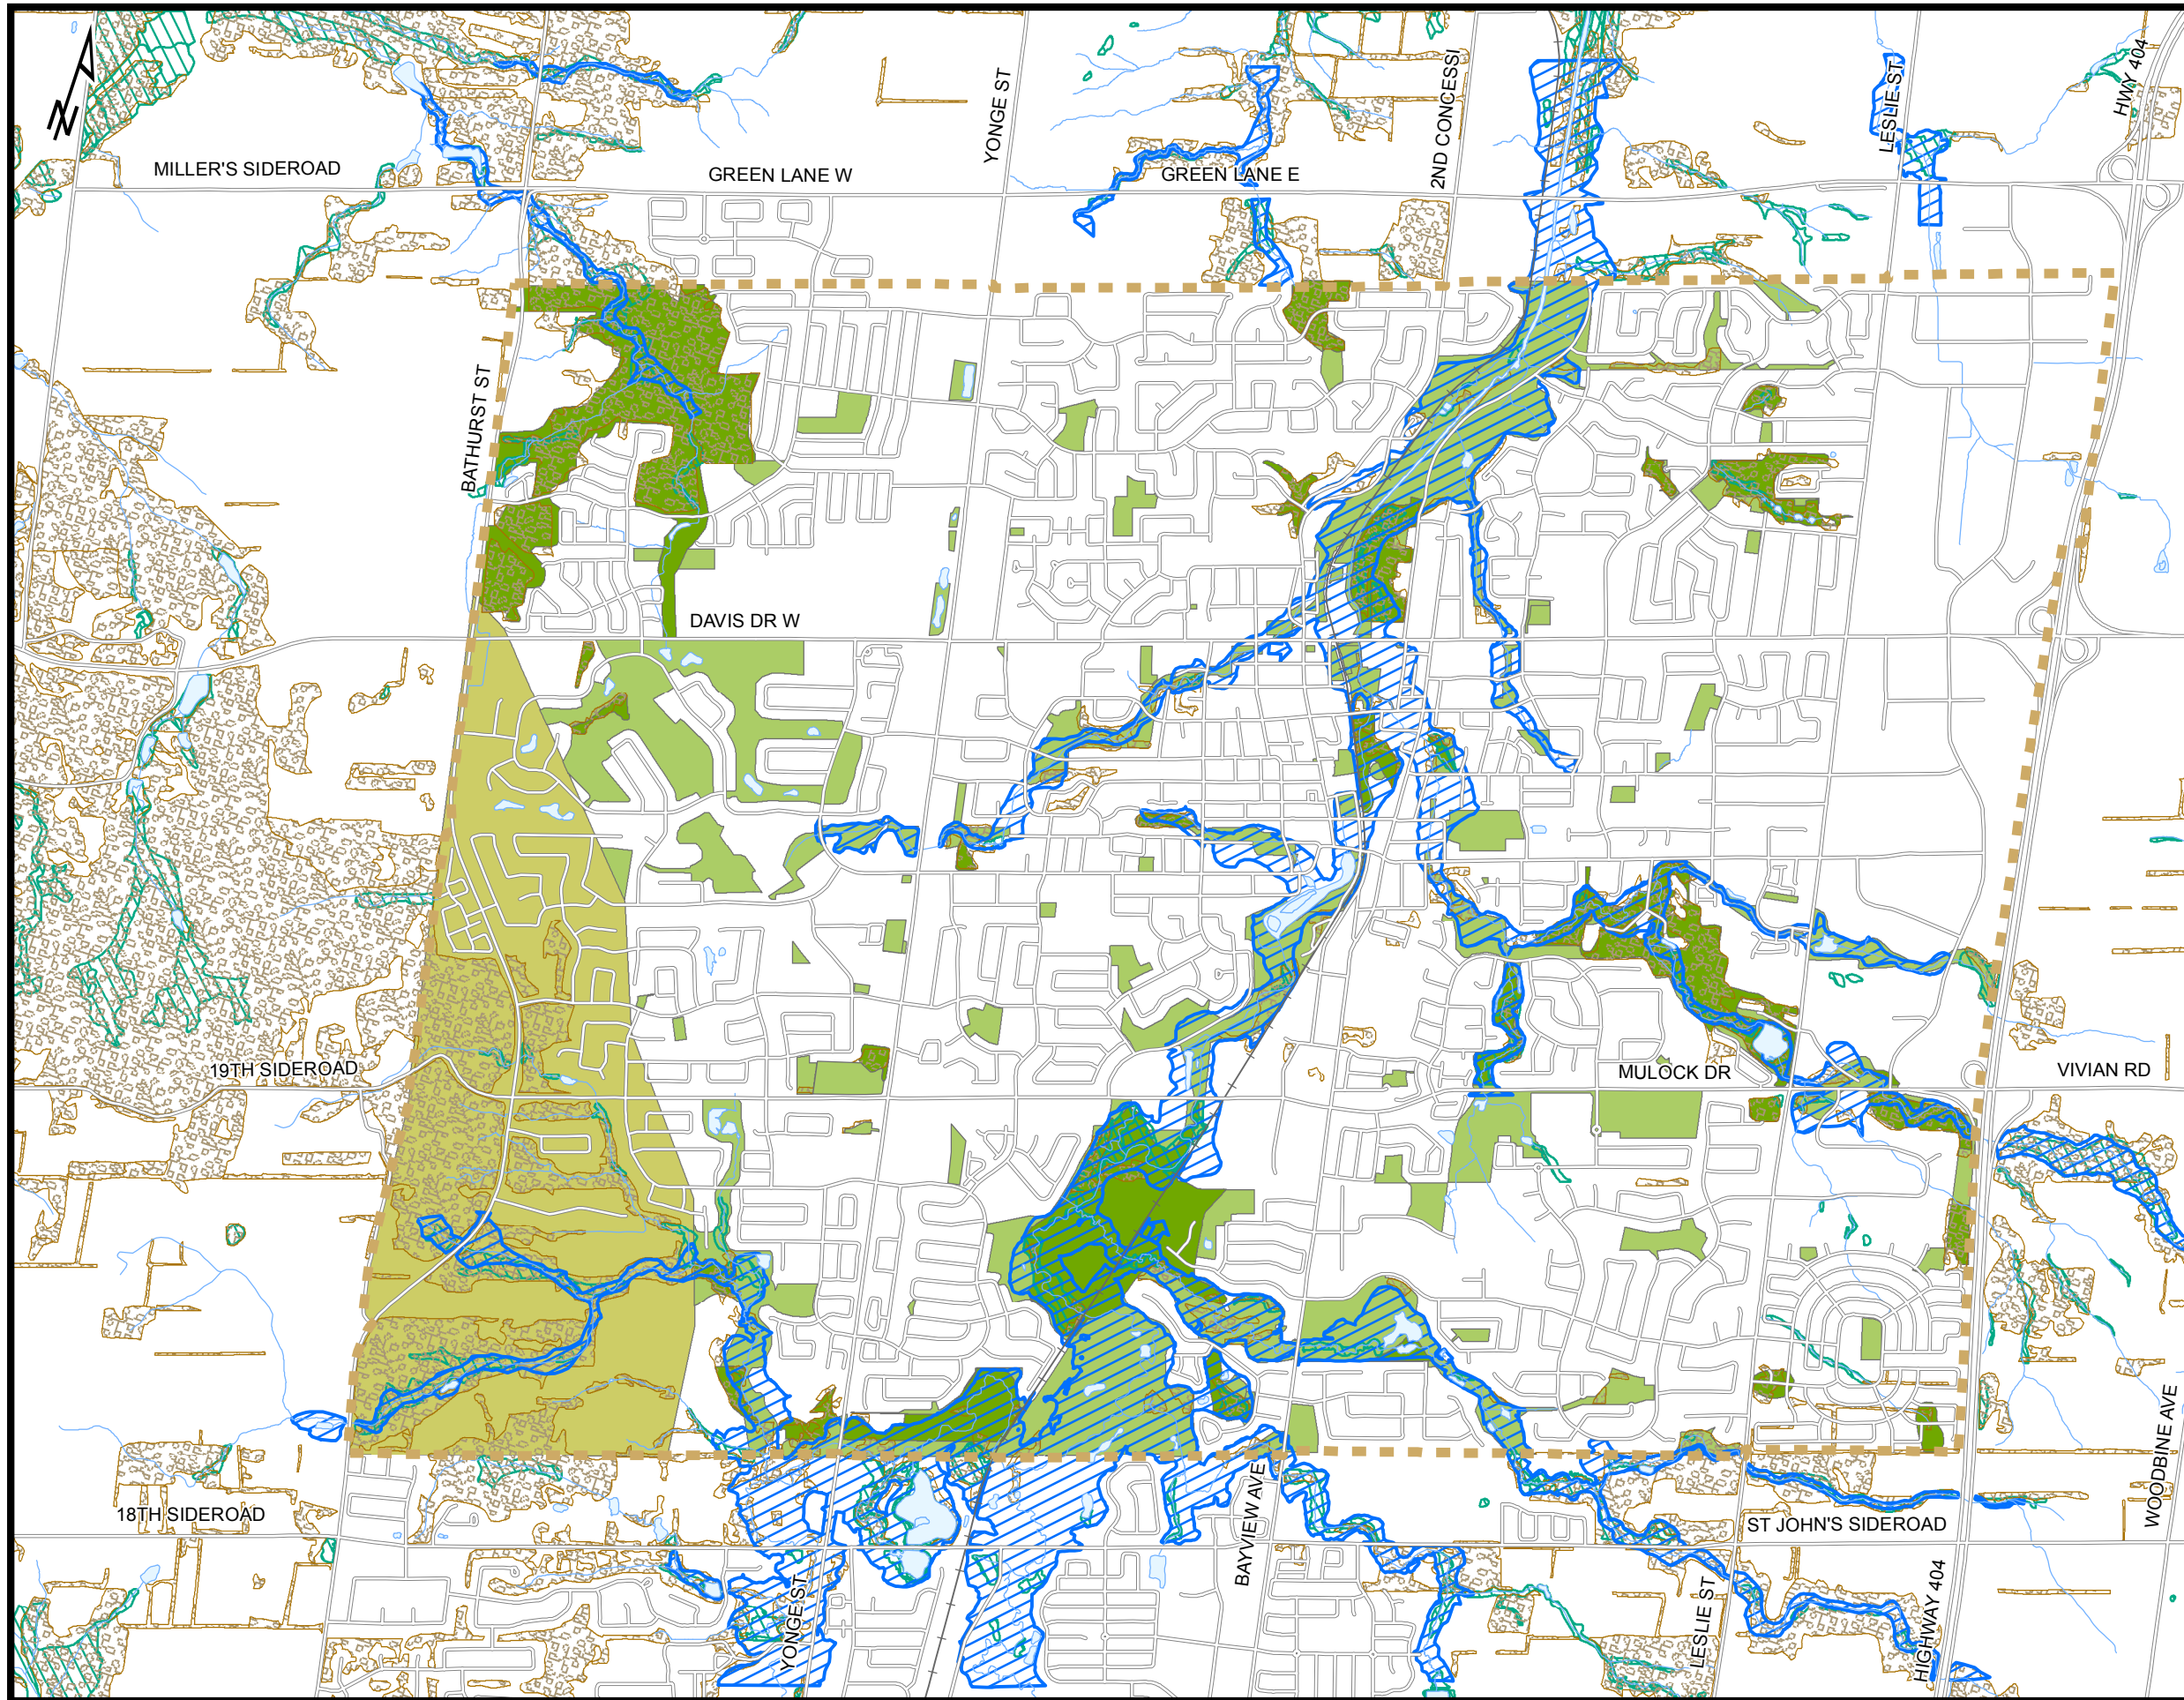 N
HWY 404
YONGE ST
2ND CONCESSI
LESLIE ST
MILLER'S SIDEROAD
GREEN LANE W
GREEN LANE E
BATHURST ST
DAVIS DR W
19TH SIDEROAD
MULOCK DR
VIVIAN RD
WOODBINE AVE
18TH SIDEROAD
BAYVIEW AVE
ST JOHN'S SIDEROAD
YONGE ST
LESLIE ST
HIGHWAY 404